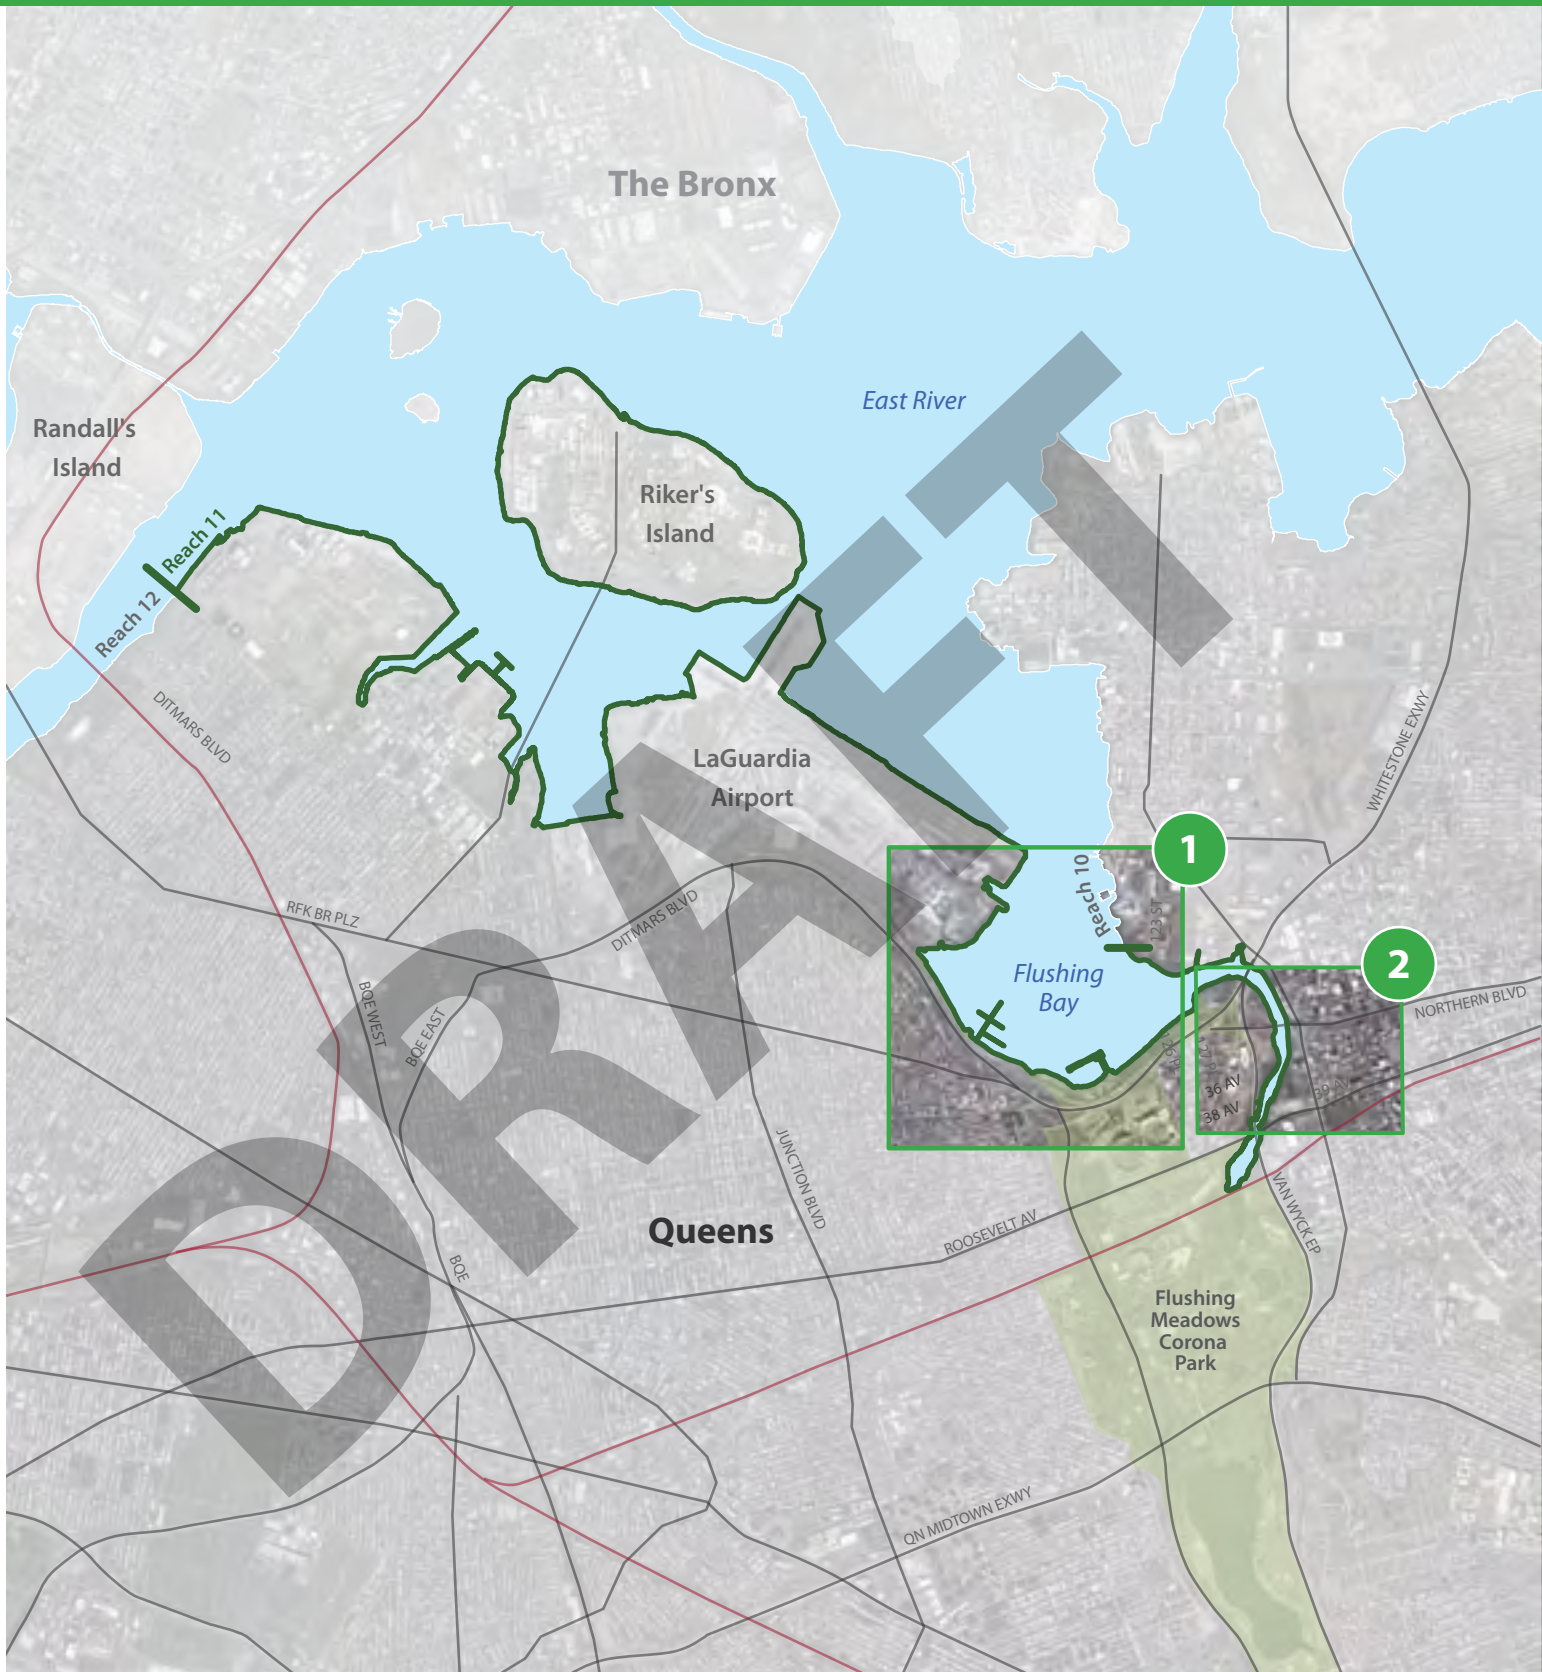 The Bronx
East River
Randall's
Island
Riker's
Island
Reach 11
Reach 12
DITMARS BLVD
WHITESTONE EXWY
LaGuardia
Airport
1
Reach 10
123 ST
RFK BR PLZ
DITMARS BLVD
2
Flushing
Bay
NORTHERN BLVD
BQE WEST
BQE EAST
36 AV
38 AV
39 AV
JUNCTION BLVD
Queens
ROOSEVELT AV
VAN WYCK EP
BQE
Flushing
Meadows
Corona
Park
QN MIDTOWN EXWY
DRAFT